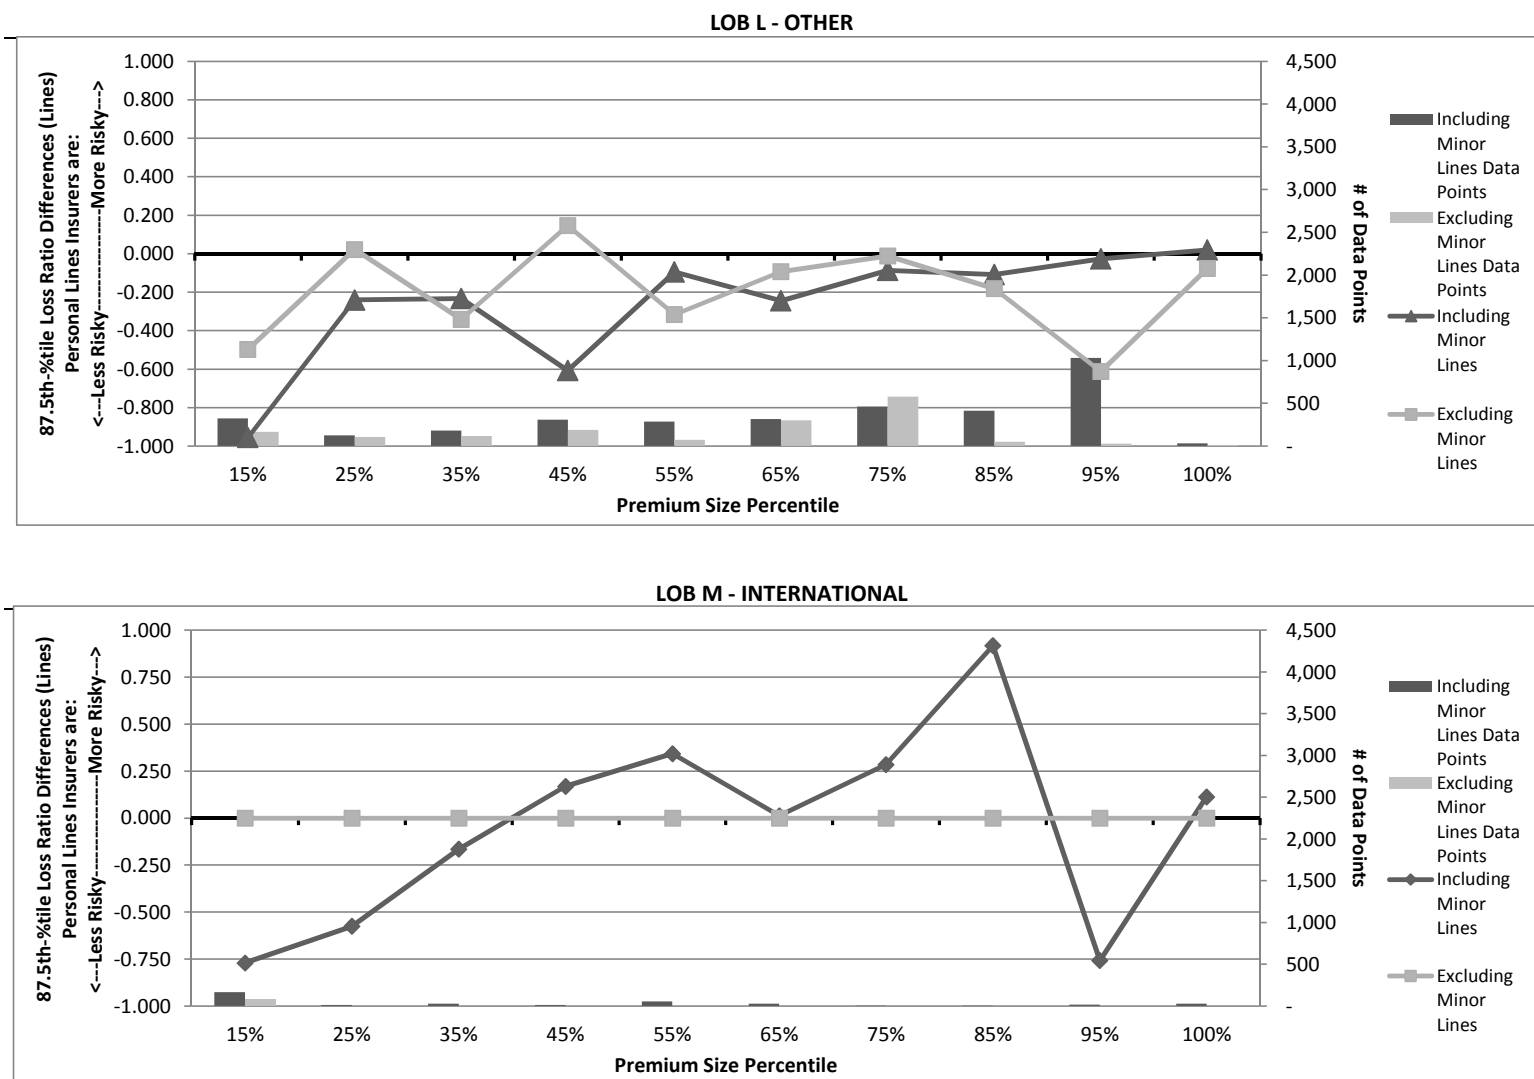 LOB L - OTHER
87.5th-%tile Loss Ratio Differences (Lines)
Personal Lines Insurers are:
<---Less Risky---------------------More Risky--->
1.000
0.800
0.600
0.400
0.200
0.000
-0.200
-0.400
-0.600
-0.800
-1.000
15%
25%
35%
45%
55%
65%
75%
85%
95%
100%
Premium Size Percentile
4,500
4,000
3,500
3,000
2,500
2,000
1,500
1,000
500
-
# of Data Points
Including
Minor
Lines Data
Points
Excluding
Minor
Lines Data
Points
Including
Minor
Lines
Excluding
Minor
Lines
LOB M - INTERNATIONAL
87.5th-%tile Loss Ratio Differences (Lines)
Personal Lines Insurers are:
<---Less Risky---------------------More Risky--->
1.000
0.750
0.500
0.250
0.000
-0.250
-0.500
-0.750
-1.000
15%
25%
35%
45%
55%
65%
75%
85%
95%
100%
Premium Size Percentile
4,500
4,000
3,500
3,000
2,500
2,000
1,500
1,000
500
-
# of Data Points
Including
Minor
Lines Data
Points
Excluding
Minor
Lines Data
Points
Including
Minor
Lines
Excluding
Minor
Lines